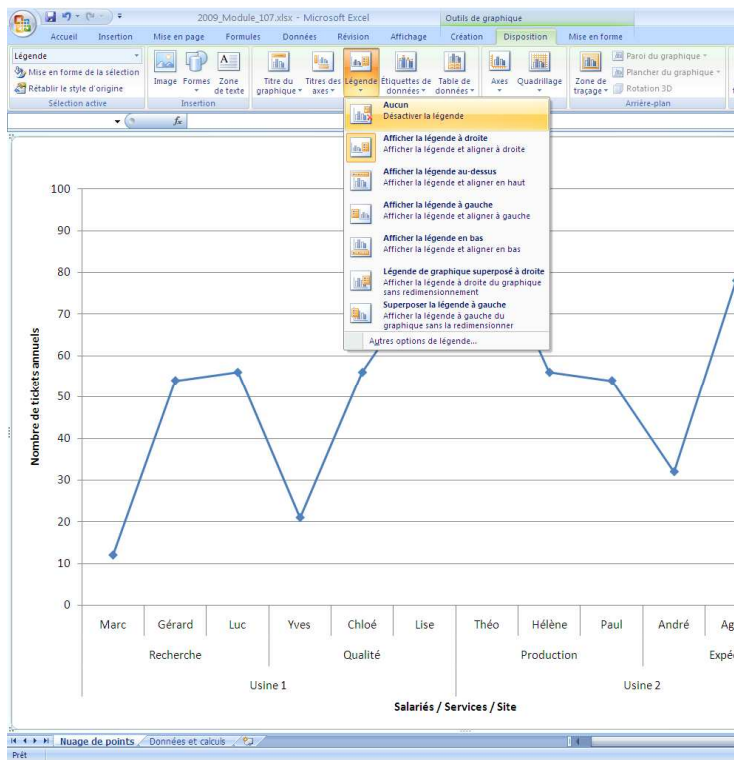 2009_Module_107.xlsx - Microsoft Excel
Outils de graphique
Accueil Insertion Mise en page Formules Données Révision Affichage Création Disposition Mise en forme
Légende
Mise en forme de la sélection
Rétablir le style d'origine
Sélection active
Image Formes Zone de texte
Insertion
Titre du graphique
Titres des axes
Légende
Étiquettes de données
Table de données
Axes
Quadrillage
Zone de traçage
Paroi du graphique
Plancher du graphique
Rotation 3D
Arrière-plan
fx
Aucun
Désactiver la légende
Afficher la légende à droite
Afficher la légende et aligner à droite
Afficher la légende au-dessus
Afficher la légende et aligner en haut
Afficher la légende à gauche
Afficher la légende et aligner à gauche
Afficher la légende en bas
Afficher la légende et aligner en bas
Légende de graphique superposé à droite
Afficher la légende à droite du graphique
sans redimensionnement
Superposer la légende à gauche
Afficher la légende à gauche du
graphique sans la redimensionner
Autres options de légende...
100
90
80
70
60
50
40
30
20
10
0
Nombre de tickets annuels
Marc Gérard Luc Yves Chloé Lise Théo Hélène Paul André Ag
Recherche Qualité Production Expé
Usine 1 Usine 2
Salariés / Services / Site
Nuage de points Données et calculs
Prêt